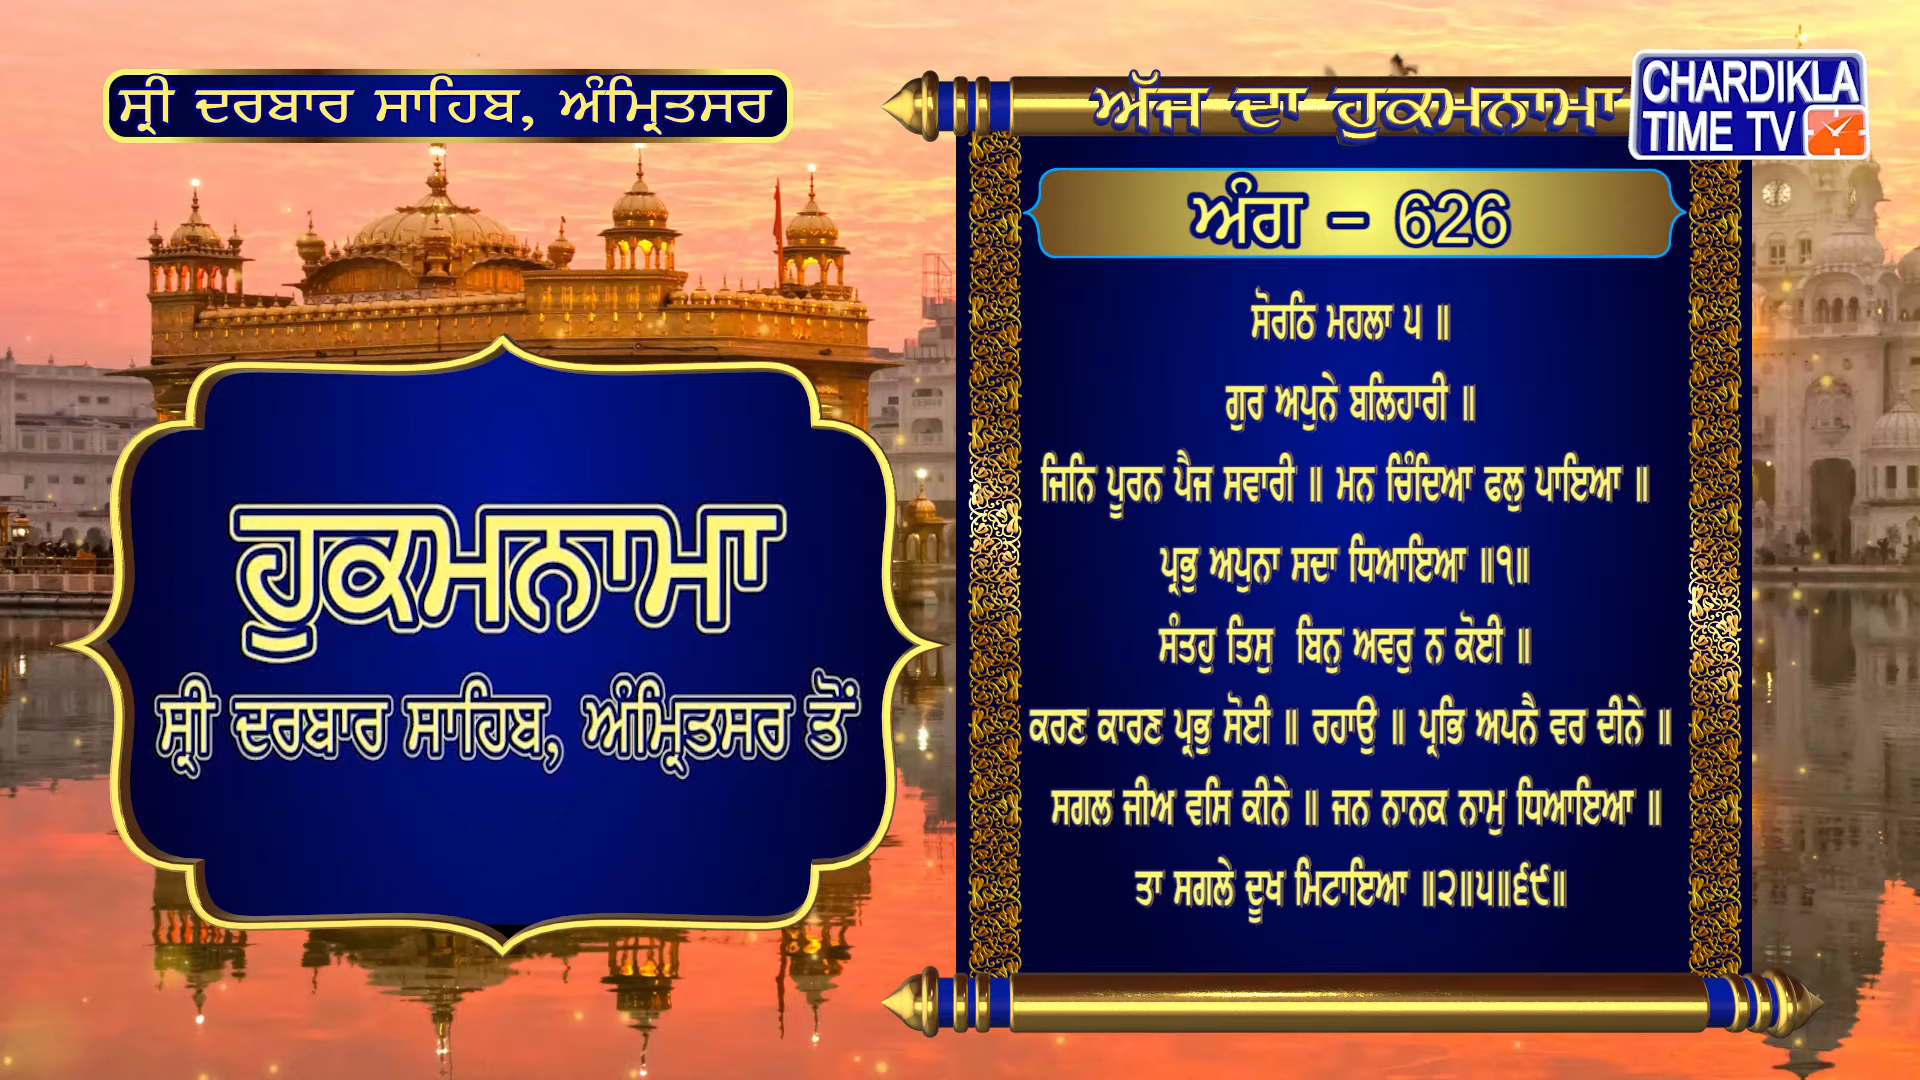 ਸ੍ਰੀ ਦਰਬਾਰ ਸਾਹਿਬ, ਅੰਮ੍ਰਿਤਸਰ
ਹੁਕਮਨਾਮਾ
ਸ੍ਰੀ ਦਰਬਾਰ ਸਾਹਿਬ, ਅੰਮ੍ਰਿਤਸਰ ਤੋਂ
ਅੱਜ ਦਾ ਹੁਕਮਨਾਮਾ
CHARDIKLA
TIME TV
ਅੰਗ - 626
ਸੋਰਠਿ ਮਹਲਾ ੫ ॥
ਗੁਰ ਅਪੁਨੇ ਬਲਿਹਾਰੀ ॥
ਜਿਨਿ ਪੂਰਨ ਪੈਜ ਸਵਾਰੀ ॥ ਮਨ ਚਿੰਦਿਆ ਫਲੁ ਪਾਇਆ ॥
ਪ੍ਰਭੁ ਅਪੁਨਾ ਸਦਾ ਧਿਆਇਆ ॥੧॥
ਸੰਤਹੁ ਤਿਸੁ ਬਿਨੁ ਅਵਰੁ ਨ ਕੋਈ ॥
ਕਰਣ ਕਾਰਣ ਪ੍ਰਭੁ ਸੋਈ ॥ ਰਹਾਉ ॥ ਪ੍ਰਭਿ ਅਪਨੈ ਵਰ ਦੀਨੇ ॥
ਸਗਲ ਜੀਅ ਵਸਿ ਕੀਨੇ ॥ ਜਨ ਨਾਨਕ ਨਾਮੁ ਧਿਆਇਆ ॥
ਤਾ ਸਗਲੇ ਦੂਖ ਮਿਟਾਇਆ ॥੨॥੫॥੬੯॥